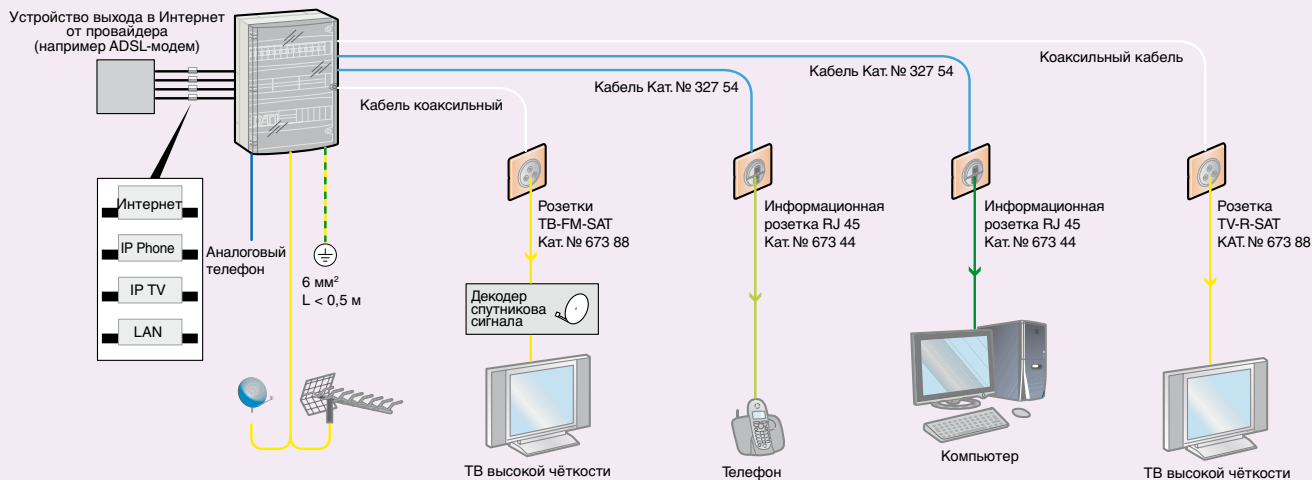 Устройство выхода в Интернет
от провайдера
(например ADSL-модем)
Коаксильный кабель
Кабель Кат. № 327 54
Кабель Кат. № 327 54
Кабель коаксильный
Интернет
IP Phone
IP TV
LAN
Аналоговый
телефон
6 мм²
L < 0,5 м
Розетки
ТВ-FM-SAT
Кат. № 673 88
Информационная
розетка RJ 45
Кат. № 673 44
Информационная
розетка RJ 45
Кат. № 673 44
Розетка
TV-R-SAT
КАТ. № 673 88
Декодер
спутникова
сигнала
ТВ высокой чёткости
Телефон
Компьютер
ТВ высокой чёткости